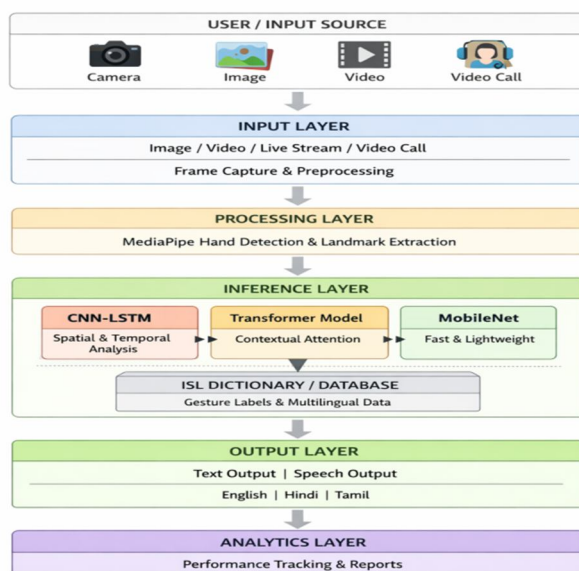 USER / INPUT SOURCE
Camera
Image
Video
Video Call
INPUT LAYER
Image / Video / Live Stream / Video Call
Frame Capture & Preprocessing
PROCESSING LAYER
MediaPipe Hand Detection & Landmark Extraction
INFERENCE LAYER
CNN-LSTM
Spatial & Temporal
Analysis
Transformer Model
Contextual Attention
MobileNet
Fast & Lightweight
ISL DICTIONARY / DATABASE
Gesture Labels & Multilingual Data
OUTPUT LAYER
Text Output | Speech Output
English | Hindi | Tamil
ANALYTICS LAYER
Performance Tracking & Reports